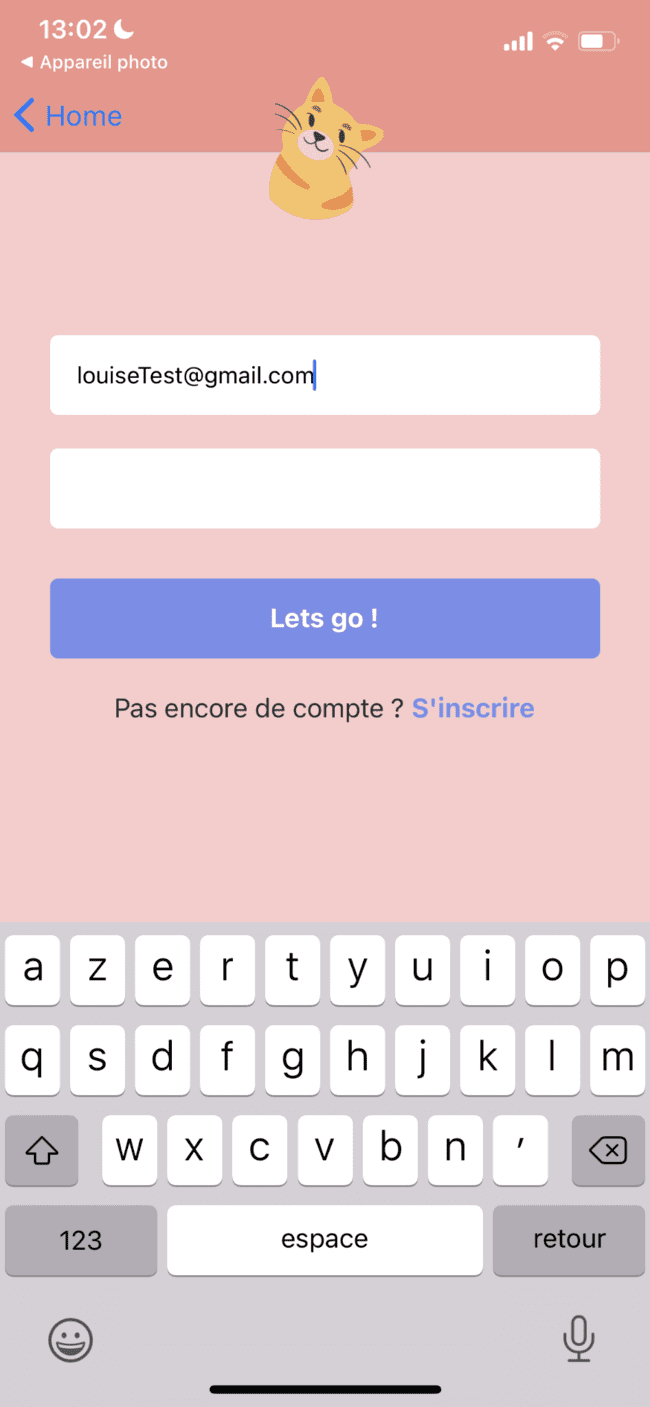 13:02
◀ Appareil photo
Home
louiseTest@gmail.com
Lets go !
Pas encore de compte ? S'inscrire
a z e r t y u i o p
q s d f g h j k l m
w x c v b n ′
123 espace retour